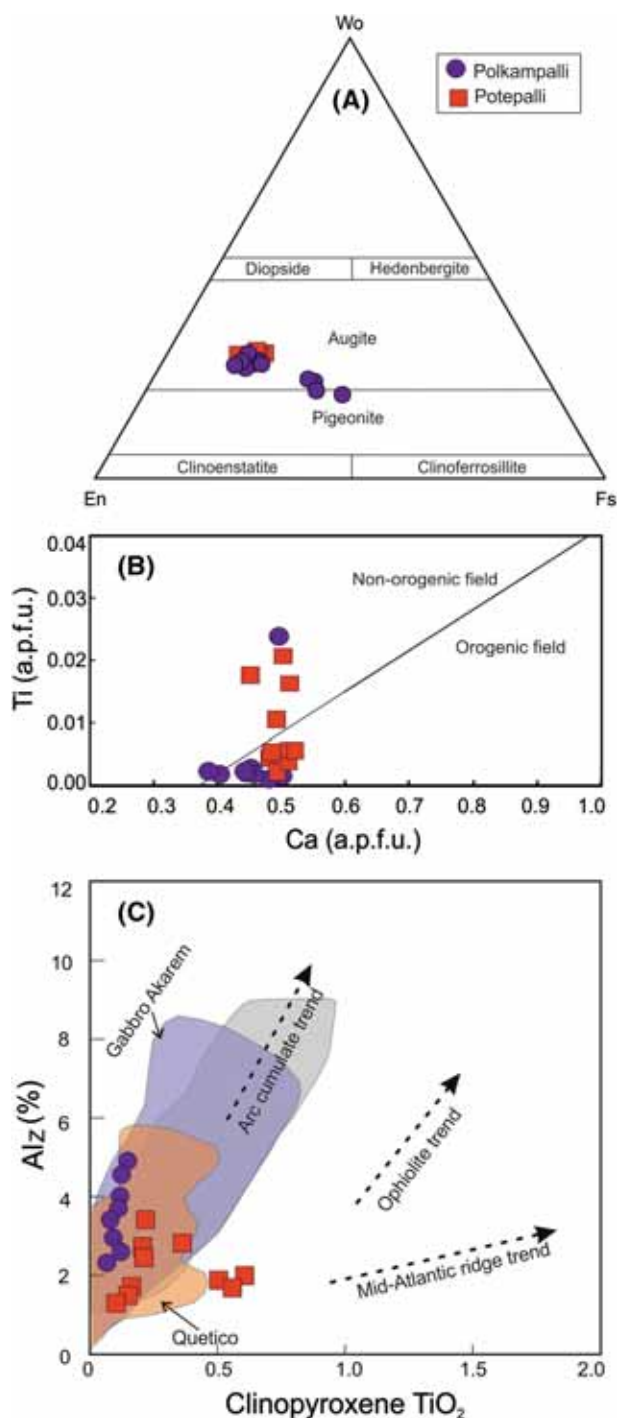 Wo
Polkampalli
Potepalli
(A)
Diopside Hedenbergite
Augite
Pigeonite
Clinoenstatite Clinoferrosillite
En Fs
(B)
0.04
0.03
0.02
0.01
0.00
Ti (a.p.f.u.)
Non-orogenic field
Orogenic field
0.2 0.3 0.4 0.5 0.6 0.7 0.8 0.9 1.0
Ca (a.p.f.u.)
(C)
12
10
8
6
4
2
0
Alz (%)
Gabbro Akarem
Arc cumulate trend
Ophiolite trend
Mid-Atlantic ridge trend
Quetico
0 0.5 1.0 1.5 2.0
Clinopyroxene TiO₂